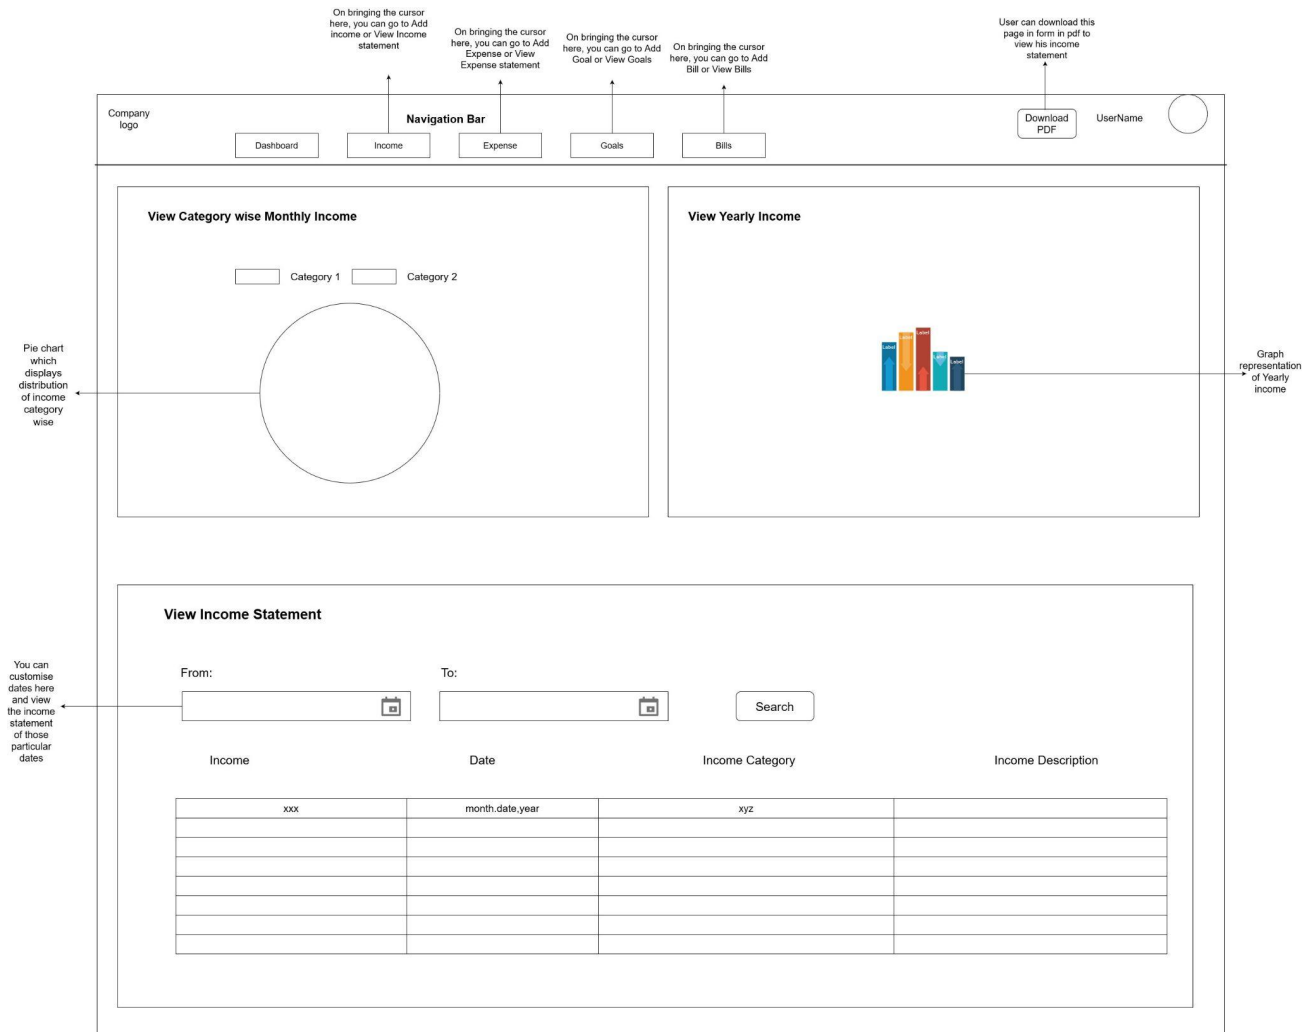 On bringing the cursor
here, you can go to Add
income or View Income
statement
On bringing the cursor
here, you can go to Add
Expense or View
Expense statement
On bringing the cursor
here, you can go to Add
Goal or View Goals
On bringing the cursor
here, you can go to Add
Bill or View Bills
User can download this
page in form in pdf to
view his income
statement
Company
logo
Navigation Bar
Download
PDF
UserName
Dashboard
Income
Expense
Goals
Bills
View Category wise Monthly Income
Category 1
Category 2
Pie chart
which
displays
distribution
of income
category
wise
View Yearly Income
Label
Label
Label
Label
Label
Graph
representation
of Yearly
income
View Income Statement
You can
customise
dates here
and view
the income
statement
of those
particular
dates
From:
To:
Search
Income
Date
Income Category
Income Description
xxx
month.date,year
xyz